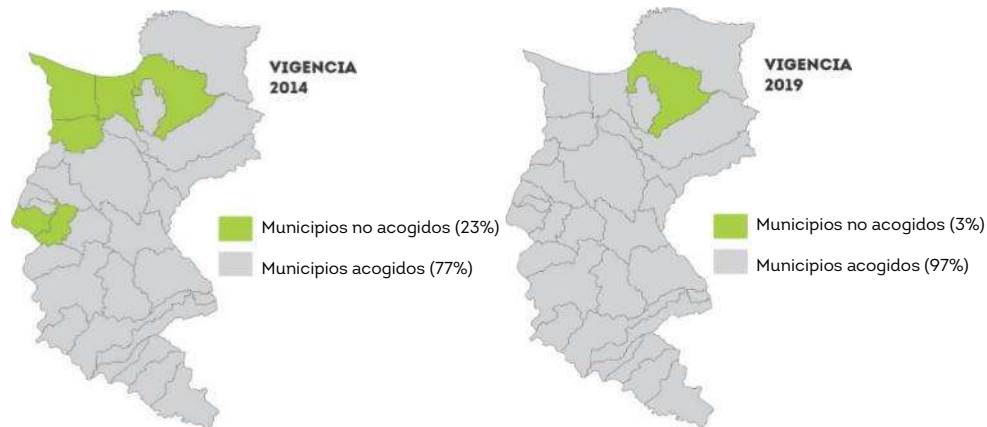 VIGENCIA
2014
Municipios no acogidos (23%)
Municipios acogidos (77%)
VIGENCIA
2019
Municipios no acogidos (3%)
Municipios acogidos (97%)